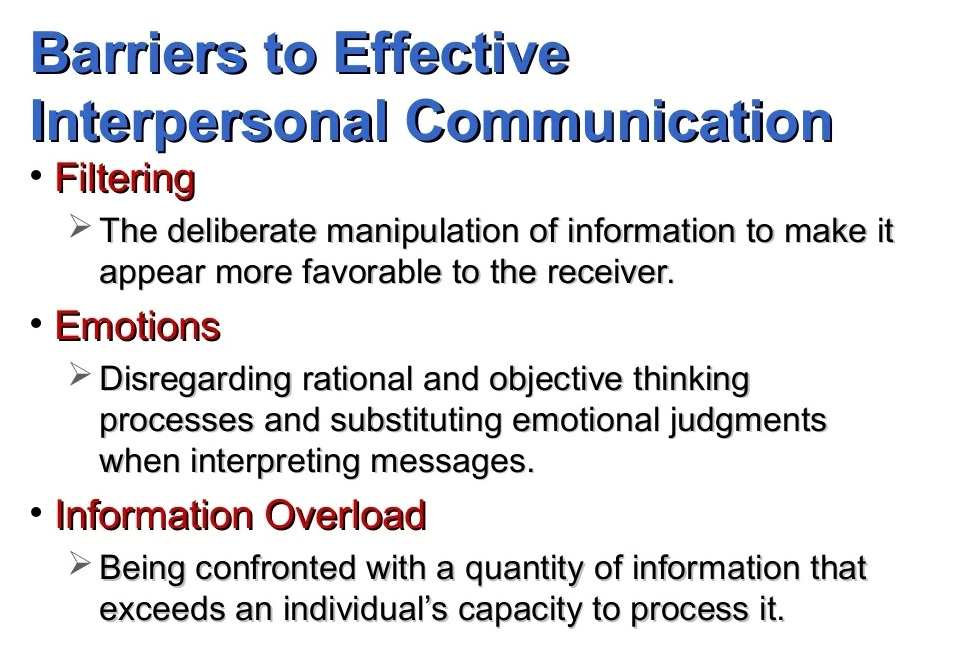 Barriers to Effective
Interpersonal Communication
• Filtering
➢ The deliberate manipulation of information to make it
appear more favorable to the receiver.
• Emotions
➢ Disregarding rational and objective thinking
processes and substituting emotional judgments
when interpreting messages.
• Information Overload
➢ Being confronted with a quantity of information that
exceeds an individual’s capacity to process it.